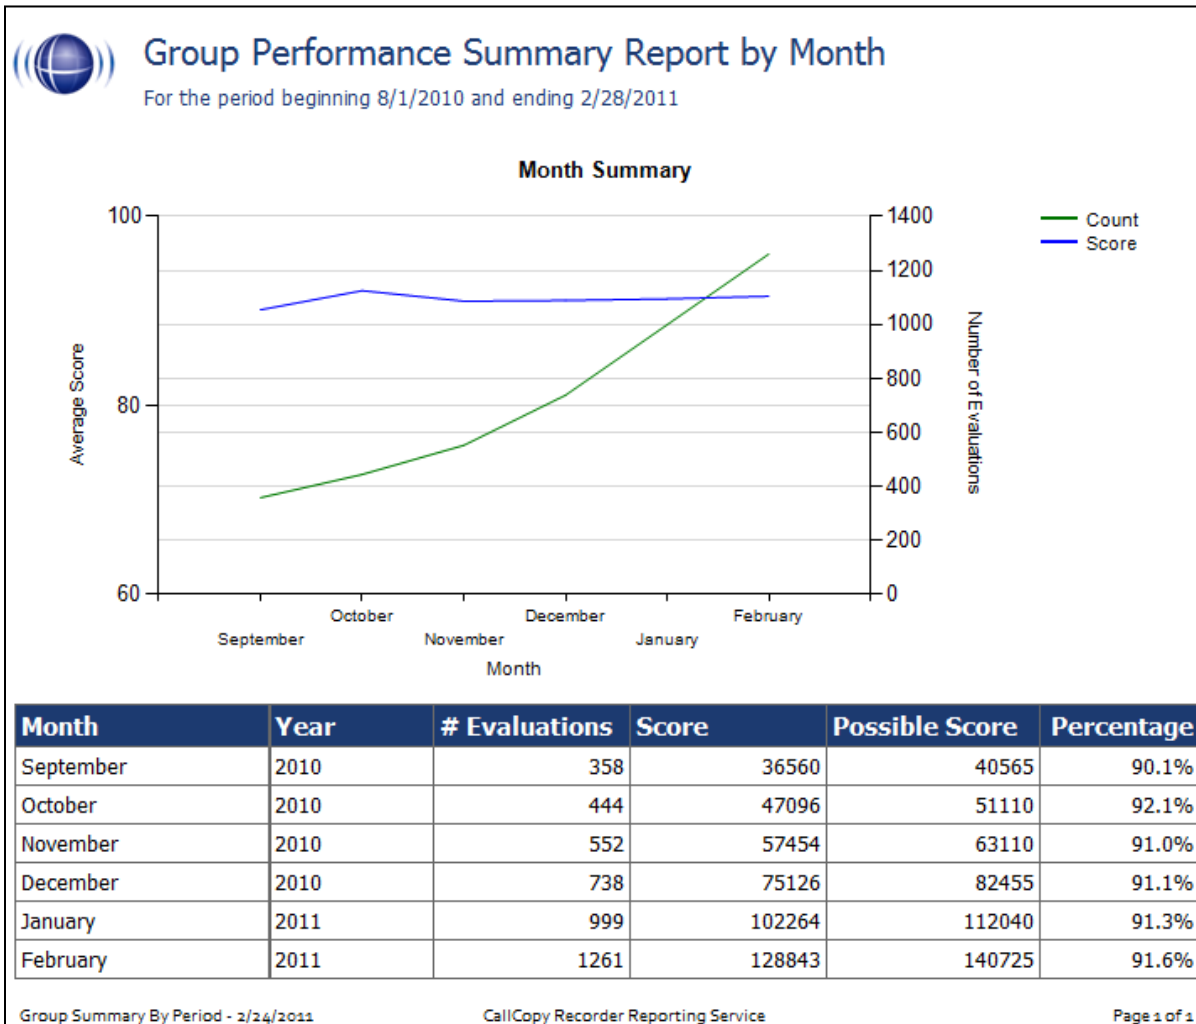 Group Performance Summary Report by Month
For the period beginning 8/1/2010 and ending 2/28/2011
Month Summary
100
80
60
Average Score
1400
1200
1000
800
600
400
200
0
Number of Evaluations
Count
Score
September
October
November
December
January
February
Month
Month Year # Evaluations Score Possible Score Percentage
September 2010 358 36560 40565 90.1%
October 2010 444 47096 51110 92.1%
November 2010 552 57454 63110 91.0%
December 2010 738 75126 82455 91.1%
January 2011 999 102264 112040 91.3%
February 2011 1261 128843 140725 91.6%
Group Summary By Period - 2/24/2011 CallCopy Recorder Reporting Service Page 1 of 1